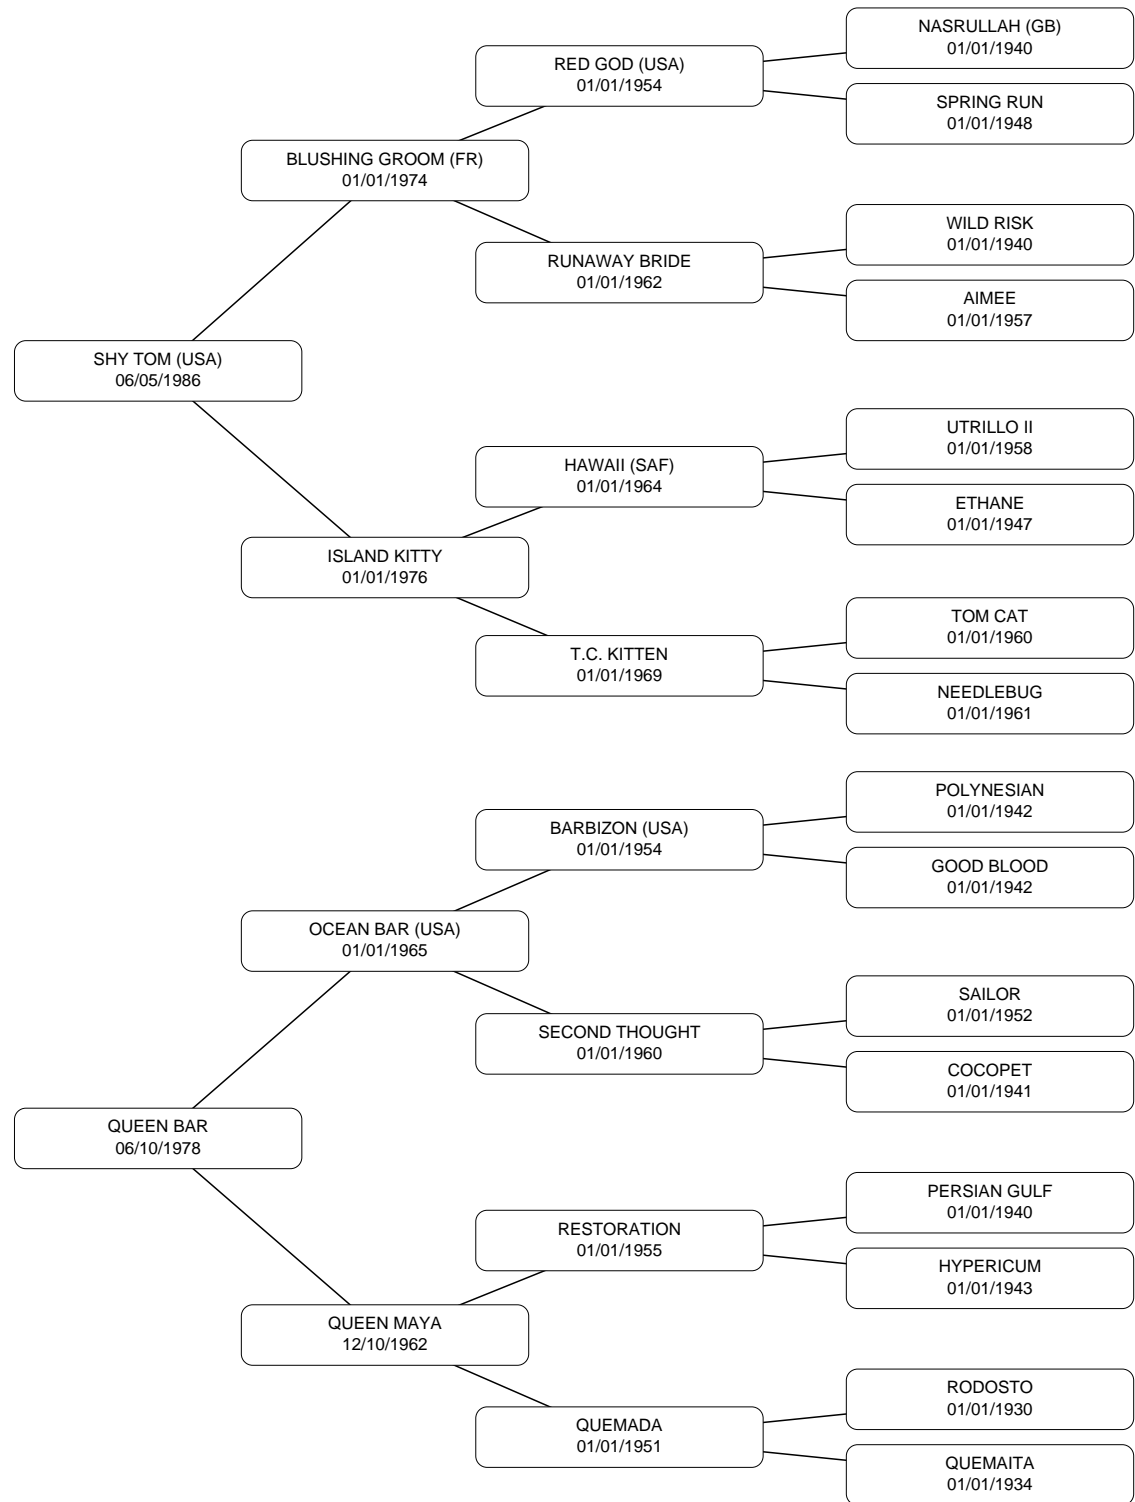 NASRULLAH (GB)
01/01/1940
RED GOD (USA)
01/01/1954
SPRING RUN
01/01/1948
BLUSHING GROOM (FR)
01/01/1974
WILD RISK
01/01/1940
RUNAWAY BRIDE
01/01/1962
AIMEE
01/01/1957
SHY TOM (USA)
06/05/1986
UTRILLO II
01/01/1958
HAWAII (SAF)
01/01/1964
ETHANE
01/01/1947
ISLAND KITTY
01/01/1976
TOM CAT
01/01/1960
T.C. KITTEN
01/01/1969
NEEDLEBUG
01/01/1961
POLYNESIAN
01/01/1942
BARBIZON (USA)
01/01/1954
GOOD BLOOD
01/01/1942
OCEAN BAR (USA)
01/01/1965
SAILOR
01/01/1952
SECOND THOUGHT
01/01/1960
COCOPET
01/01/1941
QUEEN BAR
06/10/1978
PERSIAN GULF
01/01/1940
RESTORATION
01/01/1955
HYPERICUM
01/01/1943
QUEEN MAYA
12/10/1962
RODOSTO
01/01/1930
QUEMADA
01/01/1951
QUEMAITA
01/01/1934